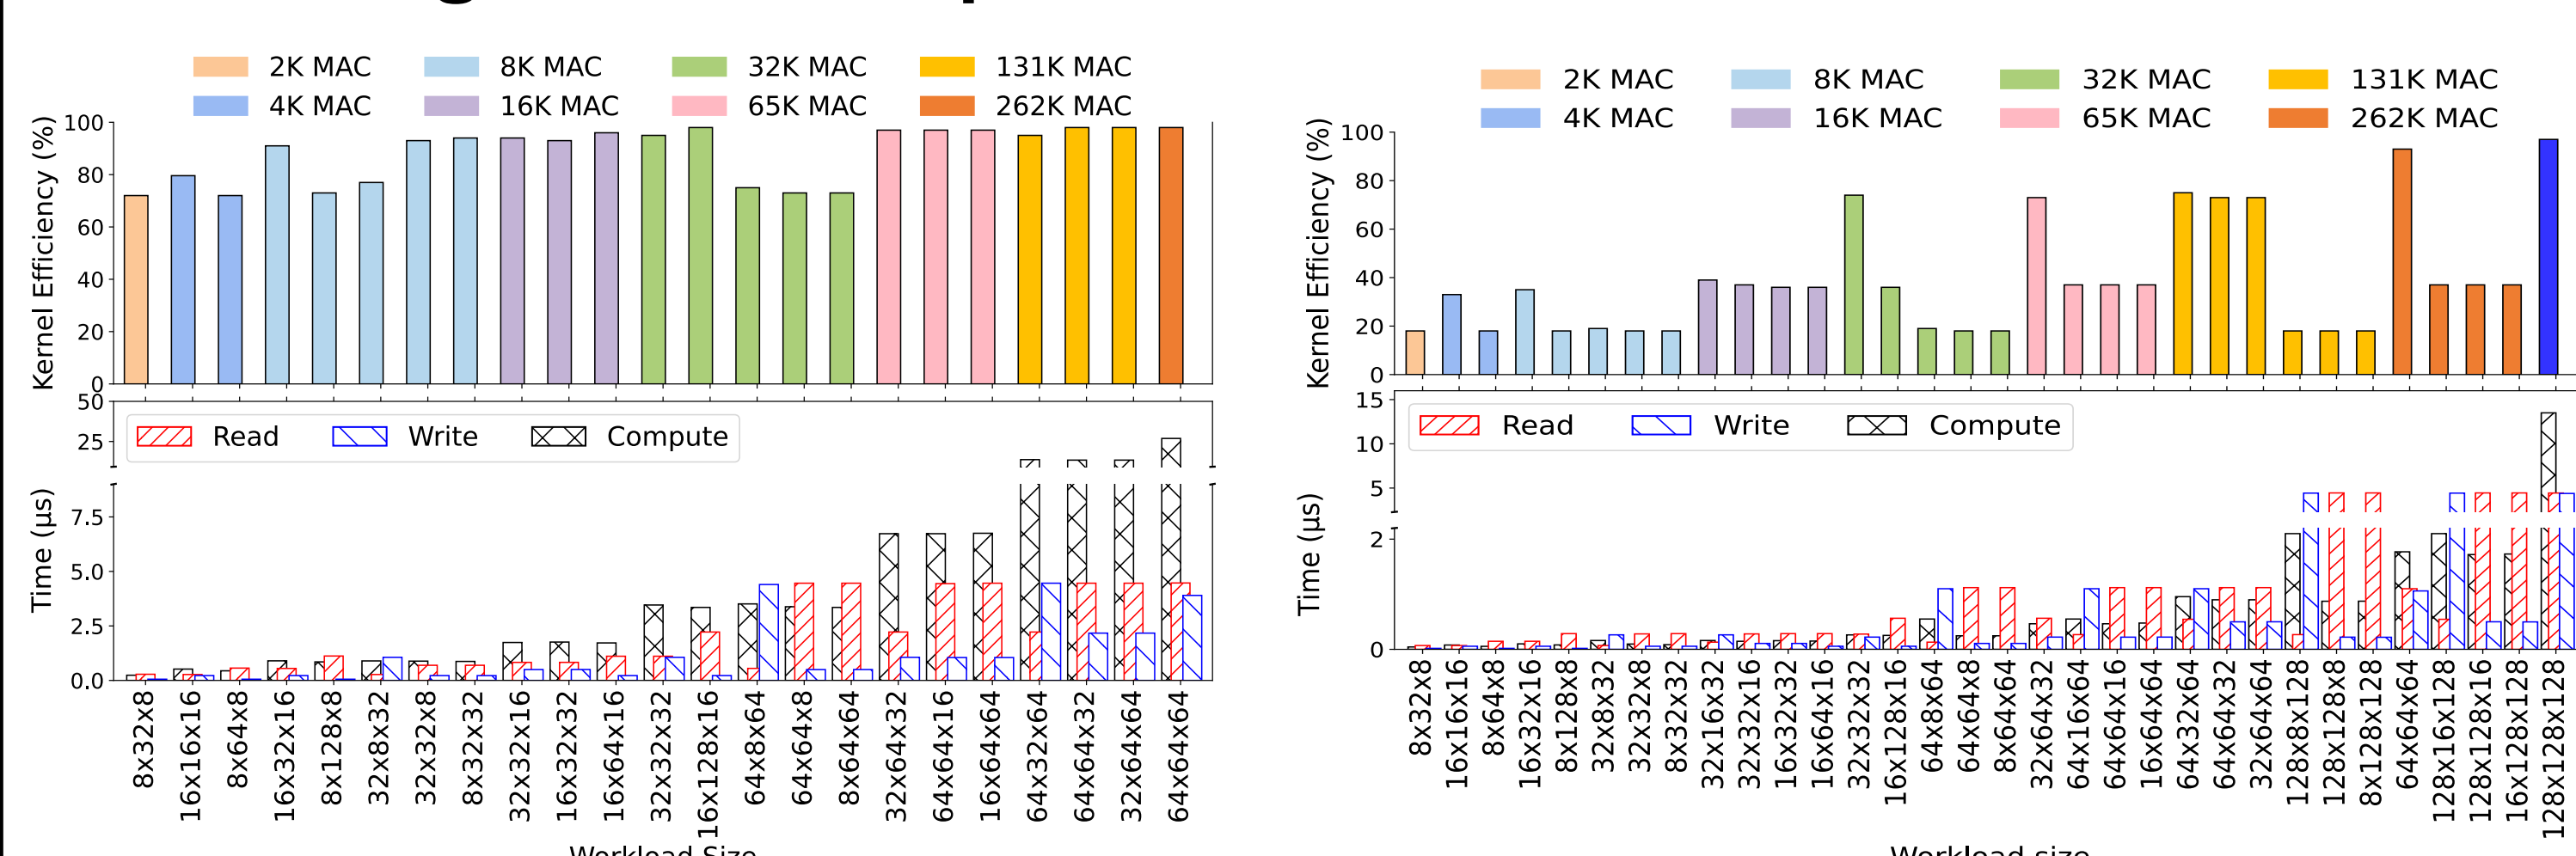 2K MAC 8K MAC 32K MAC 131K MAC
4K MAC 16K MAC 65K MAC 262K MAC
Kernel Efficiency (%)
100
80
60
40
20
0
Read Write Compute
Time (µs)
50
25
7.5
5.0
2.5
0.0
8x32x8
16x16x16
8x64x8
16x32x16
8x128x8
32x8x32
32x32x8
8x32x32
32x32x16
16x32x32
16x64x16
32x32x32
16x128x16
64x8x64
64x64x8
8x64x64
32x64x32
64x64x16
16x64x64
64x32x64
64x64x32
32x64x64
64x64x64
Workload Size
2K MAC 8K MAC 32K MAC 131K MAC
4K MAC 16K MAC 65K MAC 262K MAC
Kernel Efficiency (%)
100
80
60
40
20
0
Read Write Compute
Time (µs)
15
10
5
2
0
8x32x8
16x16x16
8x64x8
16x32x16
8x128x8
32x8x32
32x32x8
8x32x32
32x16x32
32x32x16
16x32x32
16x64x16
32x32x32
16x128x16
64x8x64
64x64x8
8x64x64
32x64x32
64x16x64
64x64x16
16x64x64
64x32x64
64x64x32
32x64x64
128x8x128
128x128x8
8x128x128
64x64x64
128x16x128
128x128x16
16x128x128
128x128x128
Workload size